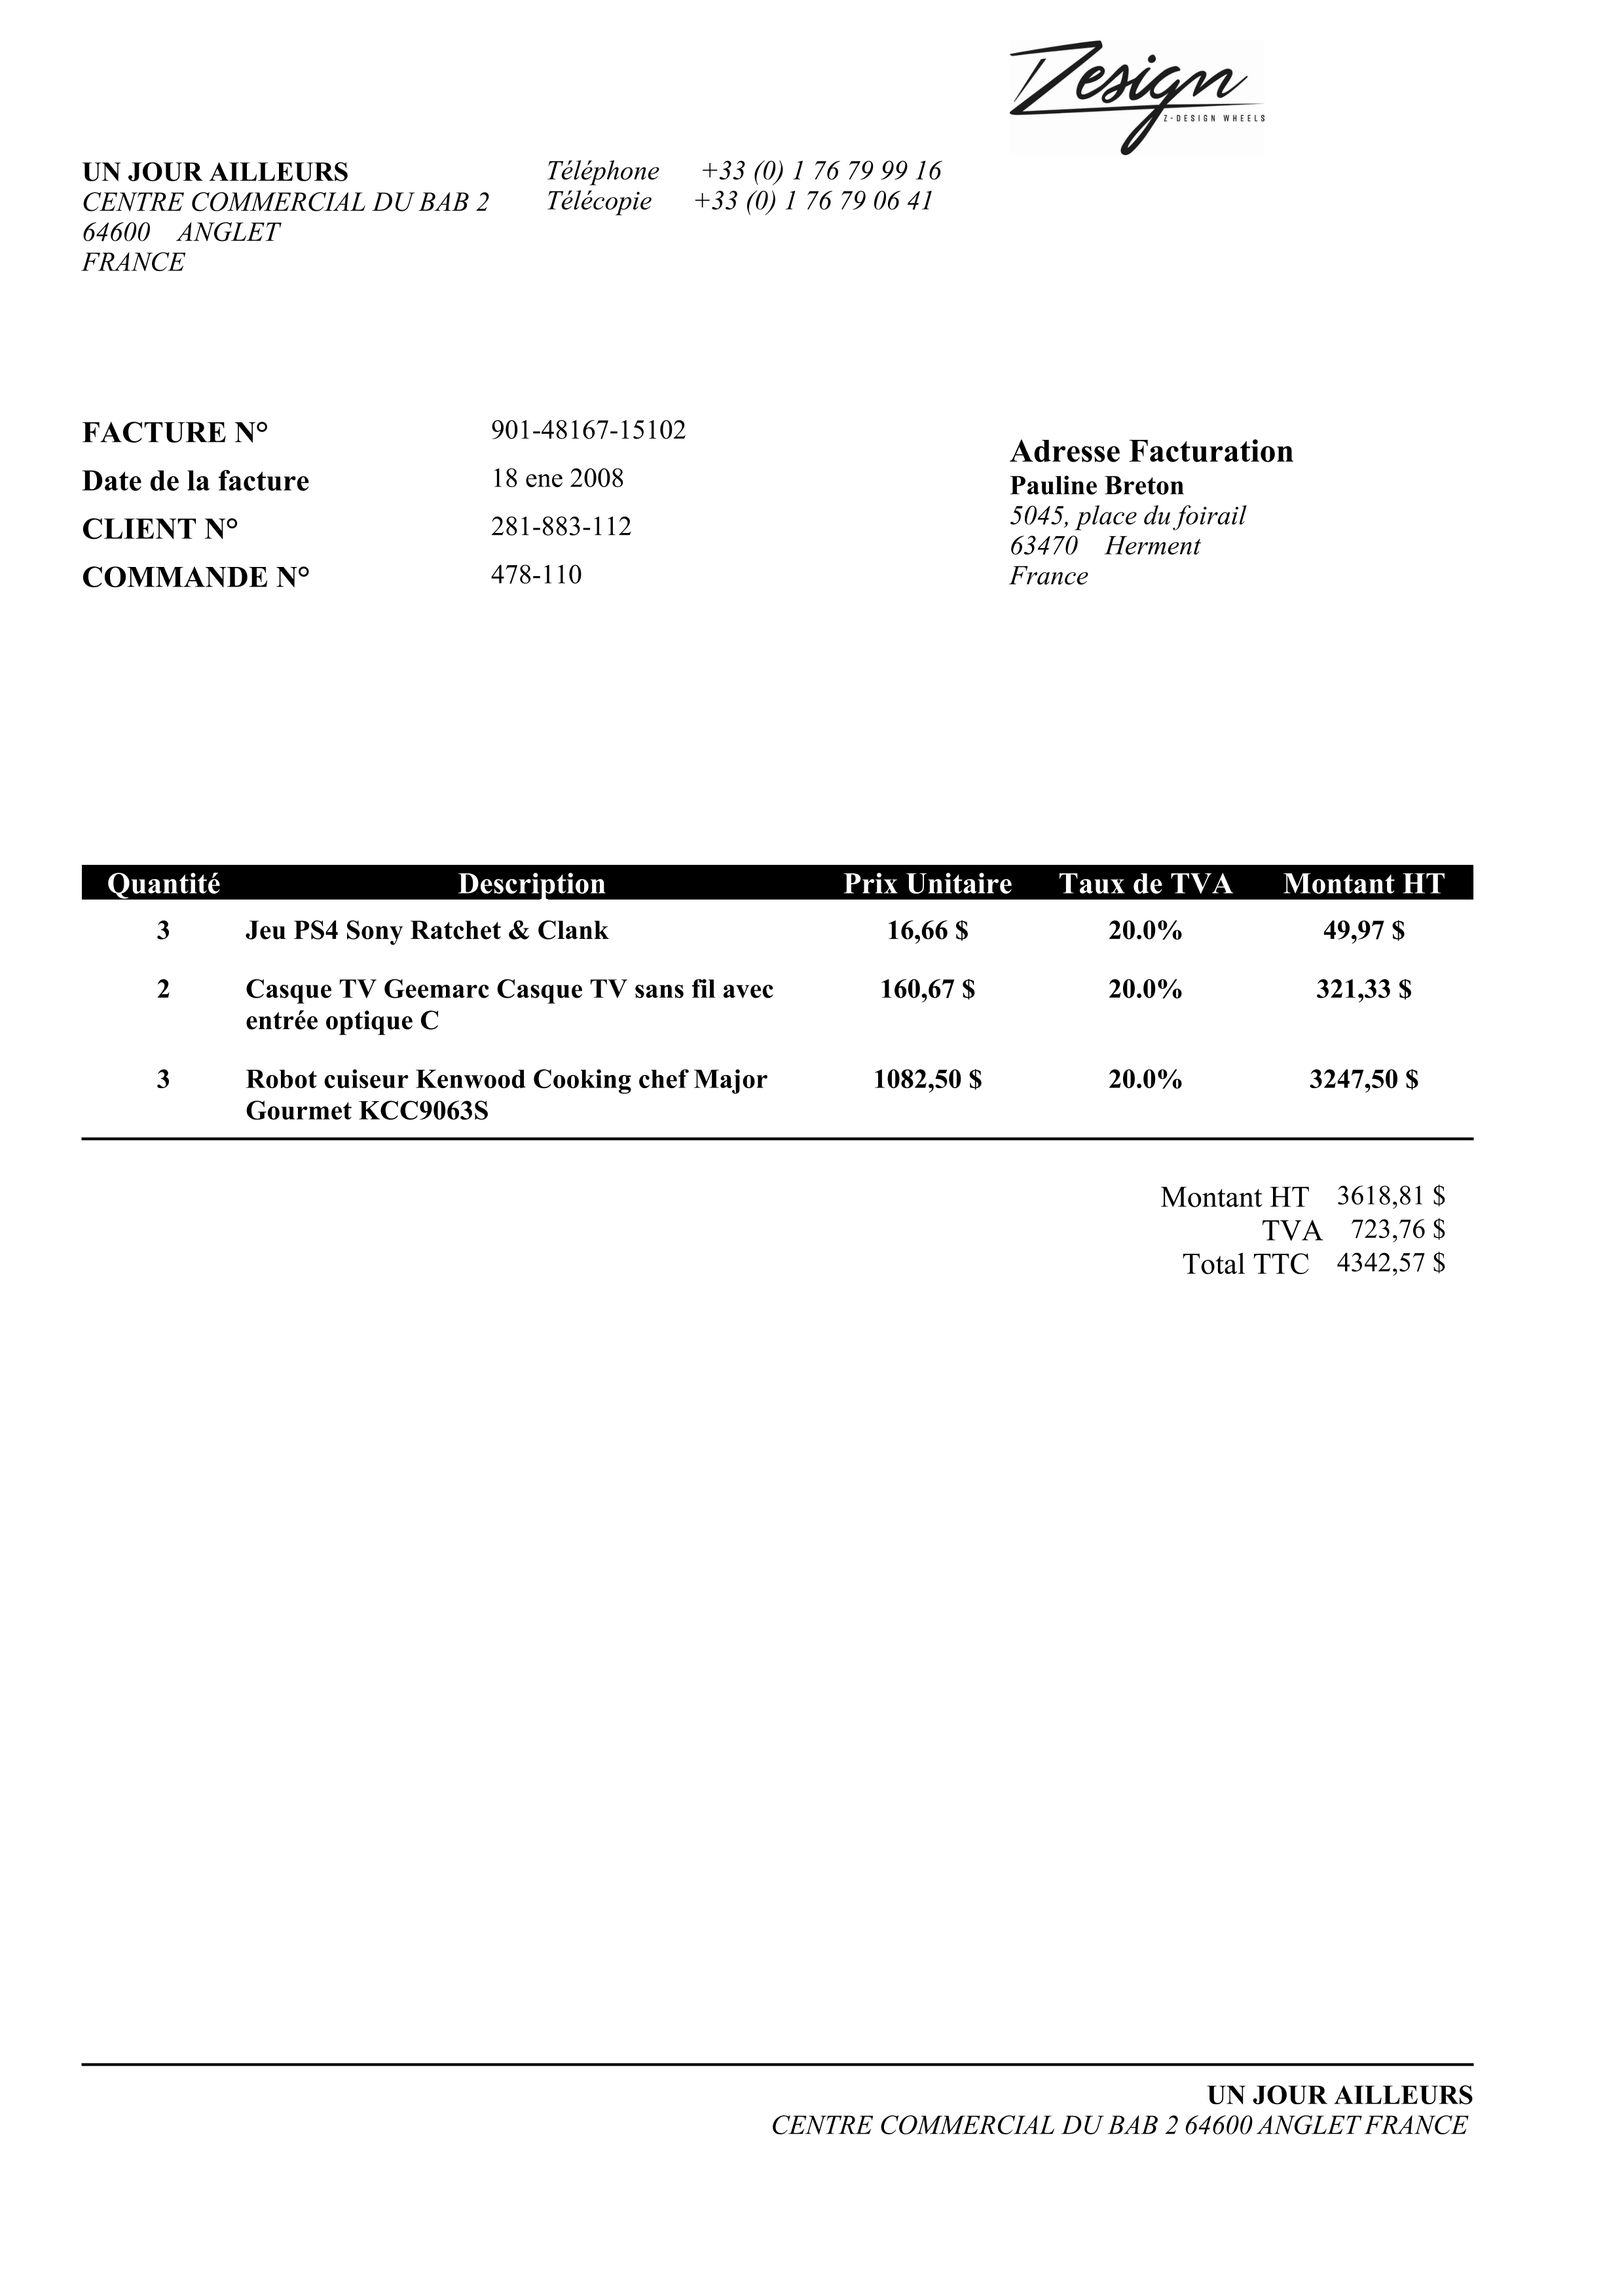 Zesign
Z-DESIGN WHEELS
UN JOUR AILLEURS
CENTRE COMMERCIAL DU BAB 2
64600 ANGLET
FRANCE
Téléphone +33 (0) 1 76 79 99 16
Télécopie +33 (0) 1 76 79 06 41
FACTURE N° 901-48167-15102
Date de la facture 18 ene 2008
CLIENT N° 281-883-112
COMMANDE N° 478-110
Adresse Facturation
Pauline Breton
5045, place du foirail
63470 Herment
France
Quantité Description Prix Unitaire Taux de TVA Montant HT
3 Jeu PS4 Sony Ratchet & Clank 16,66 $ 20.0% 49,97 $
2 Casque TV Geemarc Casque TV sans fil avec 160,67 $ 20.0% 321,33 $
entrée optique C
3 Robot cuiseur Kenwood Cooking chef Major 1082,50 $ 20.0% 3247,50 $
Gourmet KCC9063S
Montant HT 3618,81 $
TVA 723,76 $
Total TTC 4342,57 $
UN JOUR AILLEURS
CENTRE COMMERCIAL DU BAB 2 64600 ANGLET FRANCE